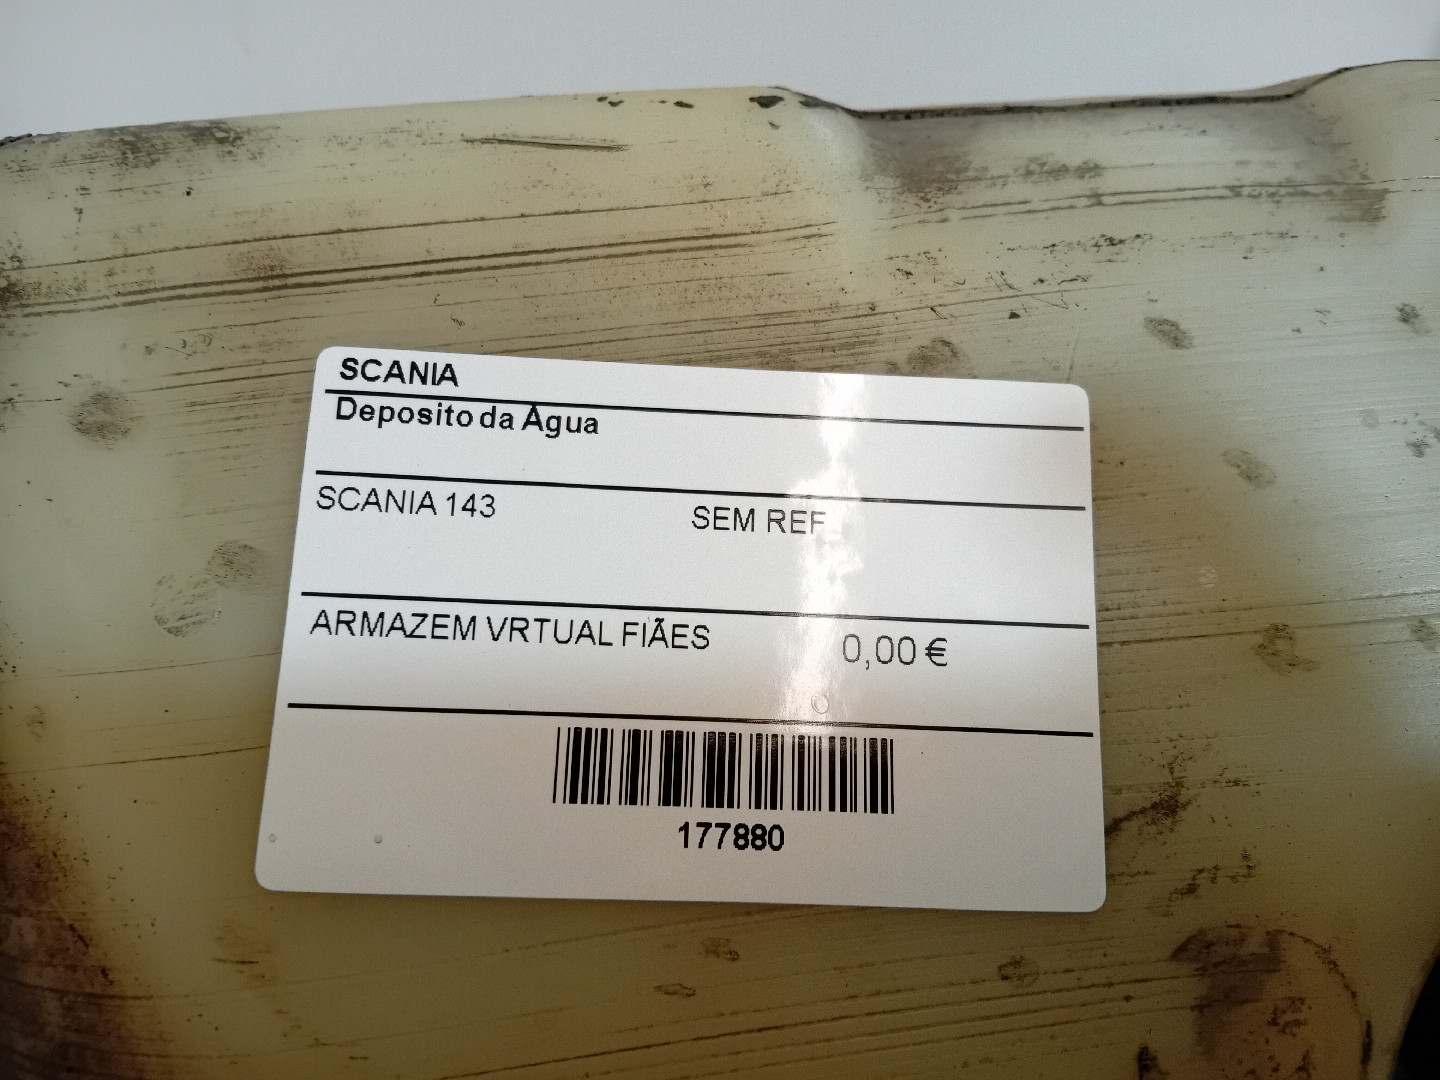 SCANIA
Deposito da Água
SCANIA 143 SEM REF
ARMAZEM VRTUAL FIÃES 0,00 €
177880